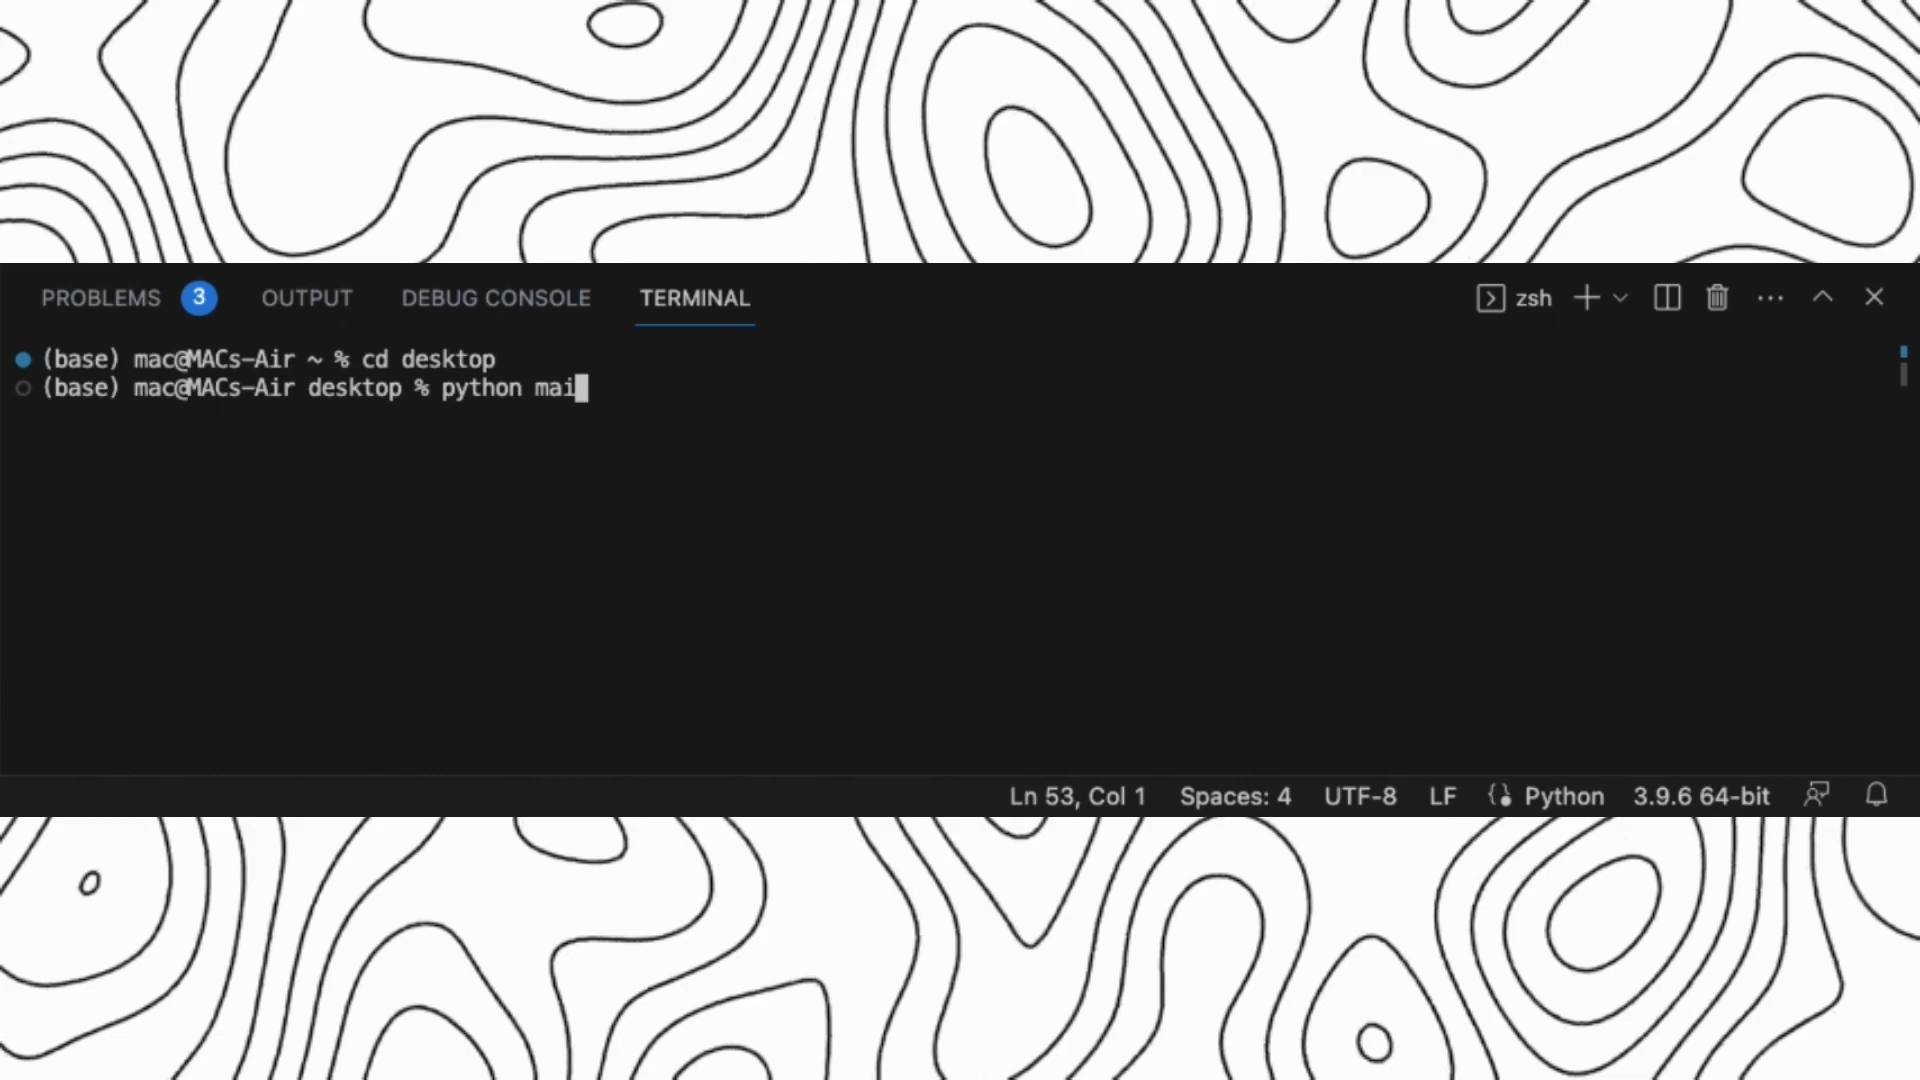 PROBLEMS 3 OUTPUT DEBUG CONSOLE TERMINAL zsh
(base) mac@MACs-Air ~ % cd desktop
(base) mac@MACs-Air desktop % python mai
Ln 53, Col 1 Spaces: 4 UTF-8 LF Python 3.9.6 64-bit